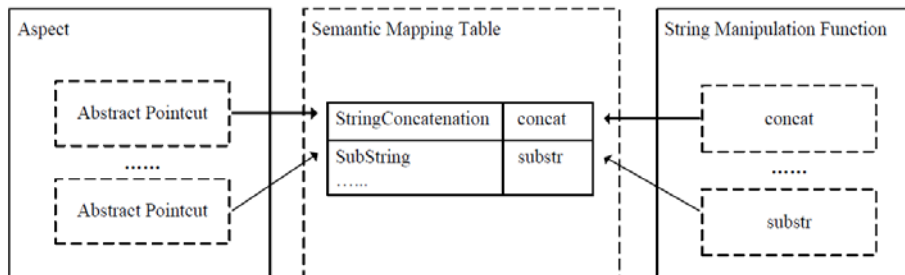 Aspect
Abstract Pointcut
......
Abstract Pointcut
Semantic Mapping Table
StringConcatenation concat
SubString substr
......
String Manipulation Function
concat
......
substr